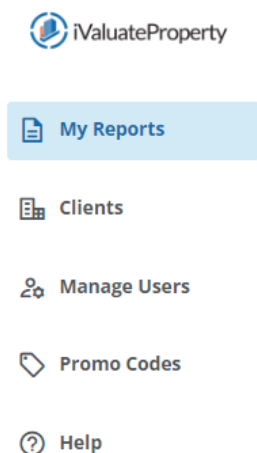 iValuateProperty
My Reports
Clients
Manage Users
Promo Codes
Help